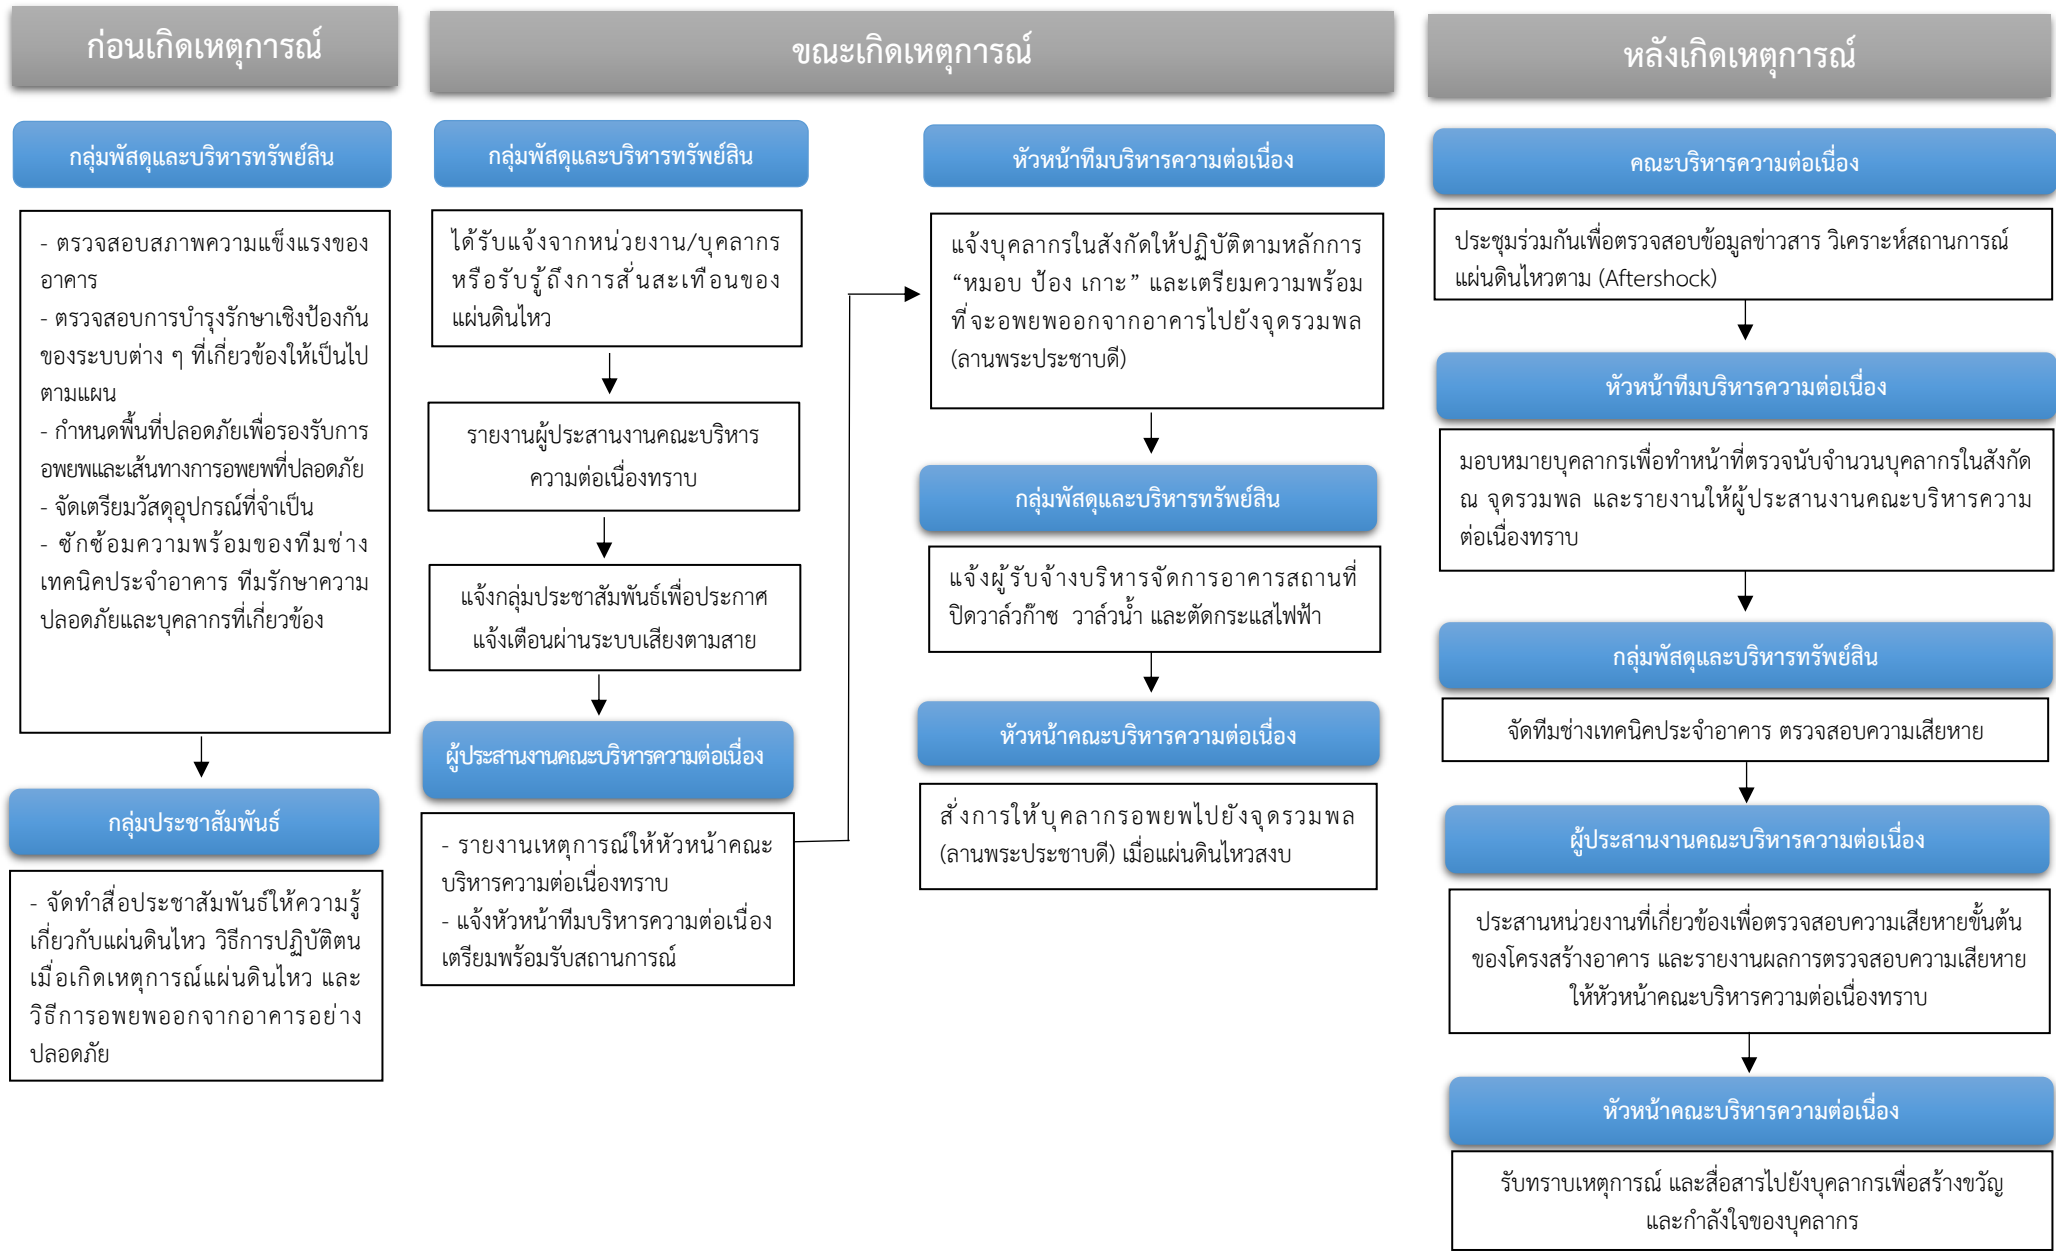 ก่อนเกิดเหตุการณ์
กลุ่มพัสดุและบริหารทรัพย์สิน
- ตรวจสอบสภาพความแข็งแรงของ
อาคาร
- ตรวจสอบการบำรุงรักษาเชิงป้องกัน
ของระบบต่าง ๆ ที่เกี่ยวข้องให้เป็นไป
ตามแผน
- กำหนดพื้นที่ปลอดภัยเพื่อรองรับการ
อพยพและเส้นทางการอพยพที่ปลอดภัย
- จัดเตรียมวัสดุอุปกรณ์ที่จำเป็น
- ซักซ้อมความพร้อมของทีมช่าง
เทคนิคประจำอาคาร ทีมรักษาความ
ปลอดภัยและบุคลากรที่เกี่ยวข้อง
กลุ่มประชาสัมพันธ์
- จัดทำสื่อประชาสัมพันธ์ให้ความรู้
เกี่ยวกับแผ่นดินไหว วิธีการปฏิบัติตน
เมื่อเกิดเหตุการณ์แผ่นดินไหว และ
วิธีการอพยพออกจากอาคารอย่าง
ปลอดภัย
ขณะเกิดเหตุการณ์
กลุ่มพัสดุและบริหารทรัพย์สิน
ได้รับแจ้งจากหน่วยงาน/บุคลากร
หรือรับรู้ถึงการสั่นสะเทือนของ
แผ่นดินไหว
รายงานผู้ประสานงานคณะบริหาร
ความต่อเนื่องทราบ
แจ้งกลุ่มประชาสัมพันธ์เพื่อประกาศ
แจ้งเตือนผ่านระบบเสียงตามสาย
ผู้ประสานงานคณะบริหารความต่อเนื่อง
- รายงานเหตุการณ์ให้หัวหน้าคณะ
บริหารความต่อเนื่องทราบ
- แจ้งหัวหน้าทีมบริหารความต่อเนื่อง
เตรียมพร้อมรับสถานการณ์
หัวหน้าทีมบริหารความต่อเนื่อง
แจ้งบุคลากรในสังกัดให้ปฏิบัติตามหลักการ
“หมอบ ป้อง เกาะ” และเตรียมความพร้อม
ที่จะอพยพออกจากอาคารไปยังจุดรวมพล
(ลานพระประชาบดี)
กลุ่มพัสดุและบริหารทรัพย์สิน
แจ้งผู้รับจ้างบริหารจัดการอาคารสถานที่
ปิดวาล์วก๊าซ วาล์วน้ำ และตัดกระแสไฟฟ้า
หัวหน้าคณะบริหารความต่อเนื่อง
สั่งการให้บุคลากรอพยพไปยังจุดรวมพล
(ลานพระประชาบดี) เมื่อแผ่นดินไหวสงบ
หลังเกิดเหตุการณ์
คณะบริหารความต่อเนื่อง
ประชุมร่วมกันเพื่อตรวจสอบข้อมูลข่าวสาร วิเคราะห์สถานการณ์
แผ่นดินไหวตาม (Aftershock)
หัวหน้าทีมบริหารความต่อเนื่อง
มอบหมายบุคลากรเพื่อทำหน้าที่ตรวจนับจำนวนบุคลากรในสังกัด
ณ จุดรวมพล และรายงานให้ผู้ประสานงานคณะบริหารความ
ต่อเนื่องทราบ
กลุ่มพัสดุและบริหารทรัพย์สิน
จัดทีมช่างเทคนิคประจำอาคาร ตรวจสอบความเสียหาย
ผู้ประสานงานคณะบริหารความต่อเนื่อง
ประสานหน่วยงานที่เกี่ยวข้องเพื่อตรวจสอบความเสียหายขั้นต้น
ของโครงสร้างอาคาร และรายงานผลการตรวจสอบความเสียหาย
ให้หัวหน้าคณะบริหารความต่อเนื่องทราบ
หัวหน้าคณะบริหารความต่อเนื่อง
รับทราบเหตุการณ์ และสื่อสารไปยังบุคลากรเพื่อสร้างขวัญ
และกำลังใจของบุคลากร